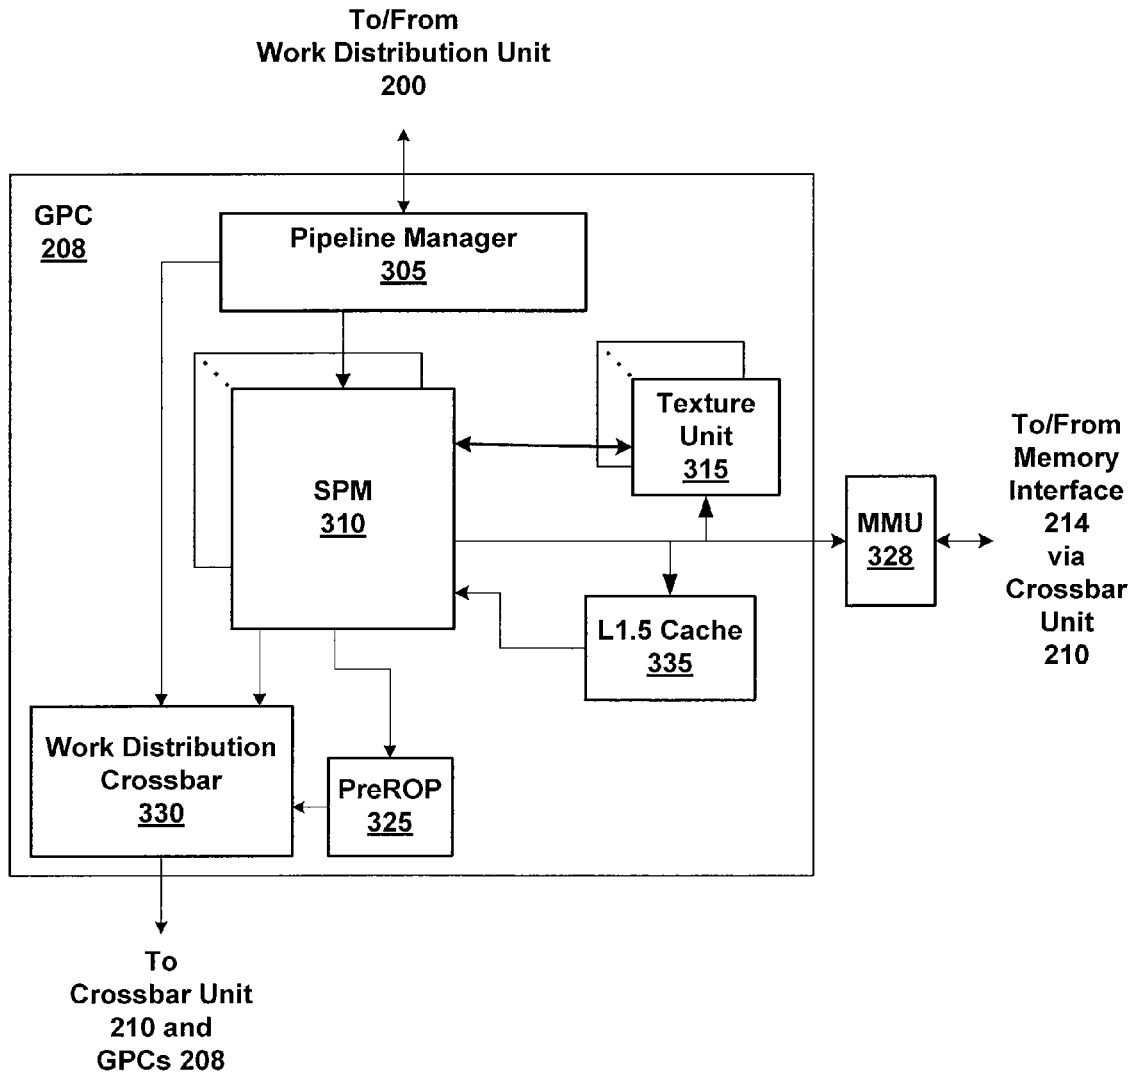 To/From
Work Distribution Unit
200
GPC
208
Pipeline Manager
305
SPM
310
Texture
Unit
315
L1.5 Cache
335
MMU
328
To/From
Memory
Interface
214
via
Crossbar
Unit
210
Work Distribution
Crossbar
330
PreROP
325
To
Crossbar Unit
210 and
GPCs 208